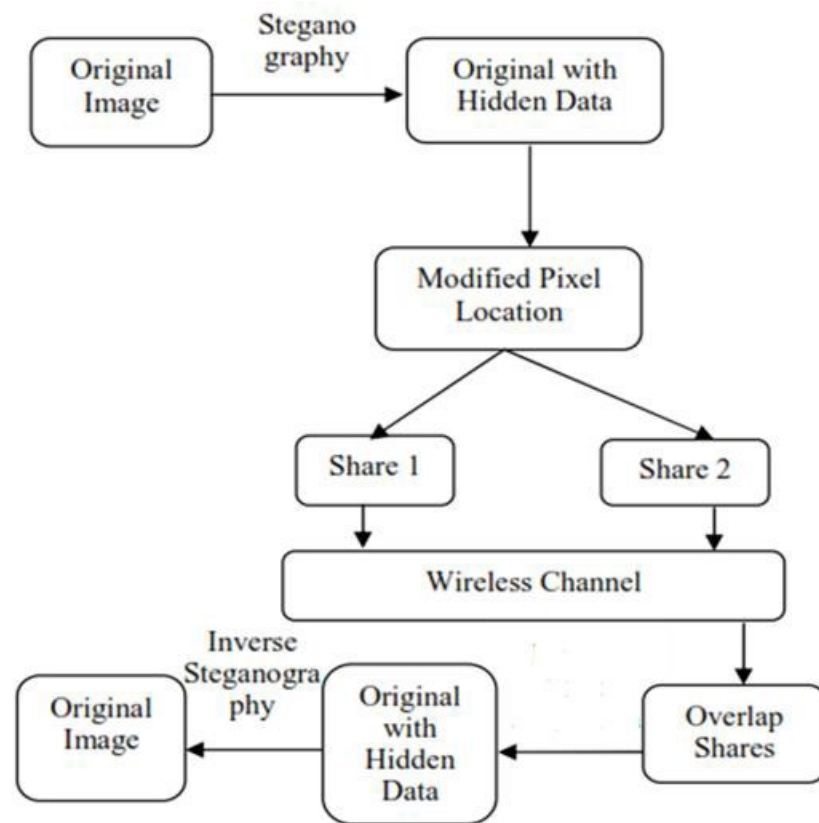 Original
Image
Stegano
graphy
Original with
Hidden Data
Modified Pixel
Location
Share 1
Share 2
Wireless Channel
Overlap
Shares
Original
with
Hidden
Data
Inverse
Steganogra
phy
Original
Image